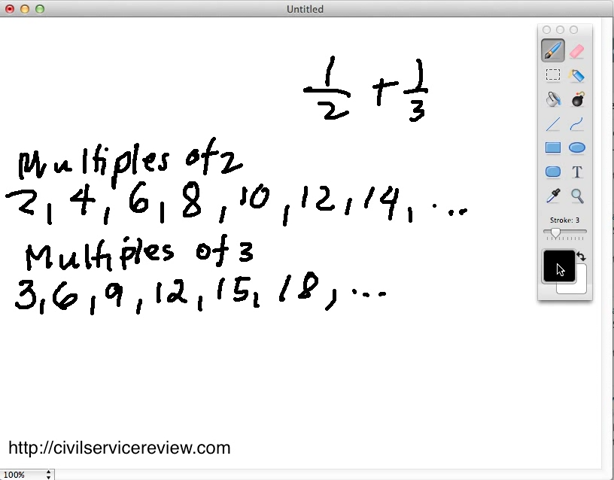 Untitled
1/2 + 1/3
Multiples of 2
2, 4, 6, 8, 10, 12, 14, ...
Multiples of 3
3, 6, 9, 12, 15, 18, ...
Stroke: 3
http://civilservicereview.com
100%